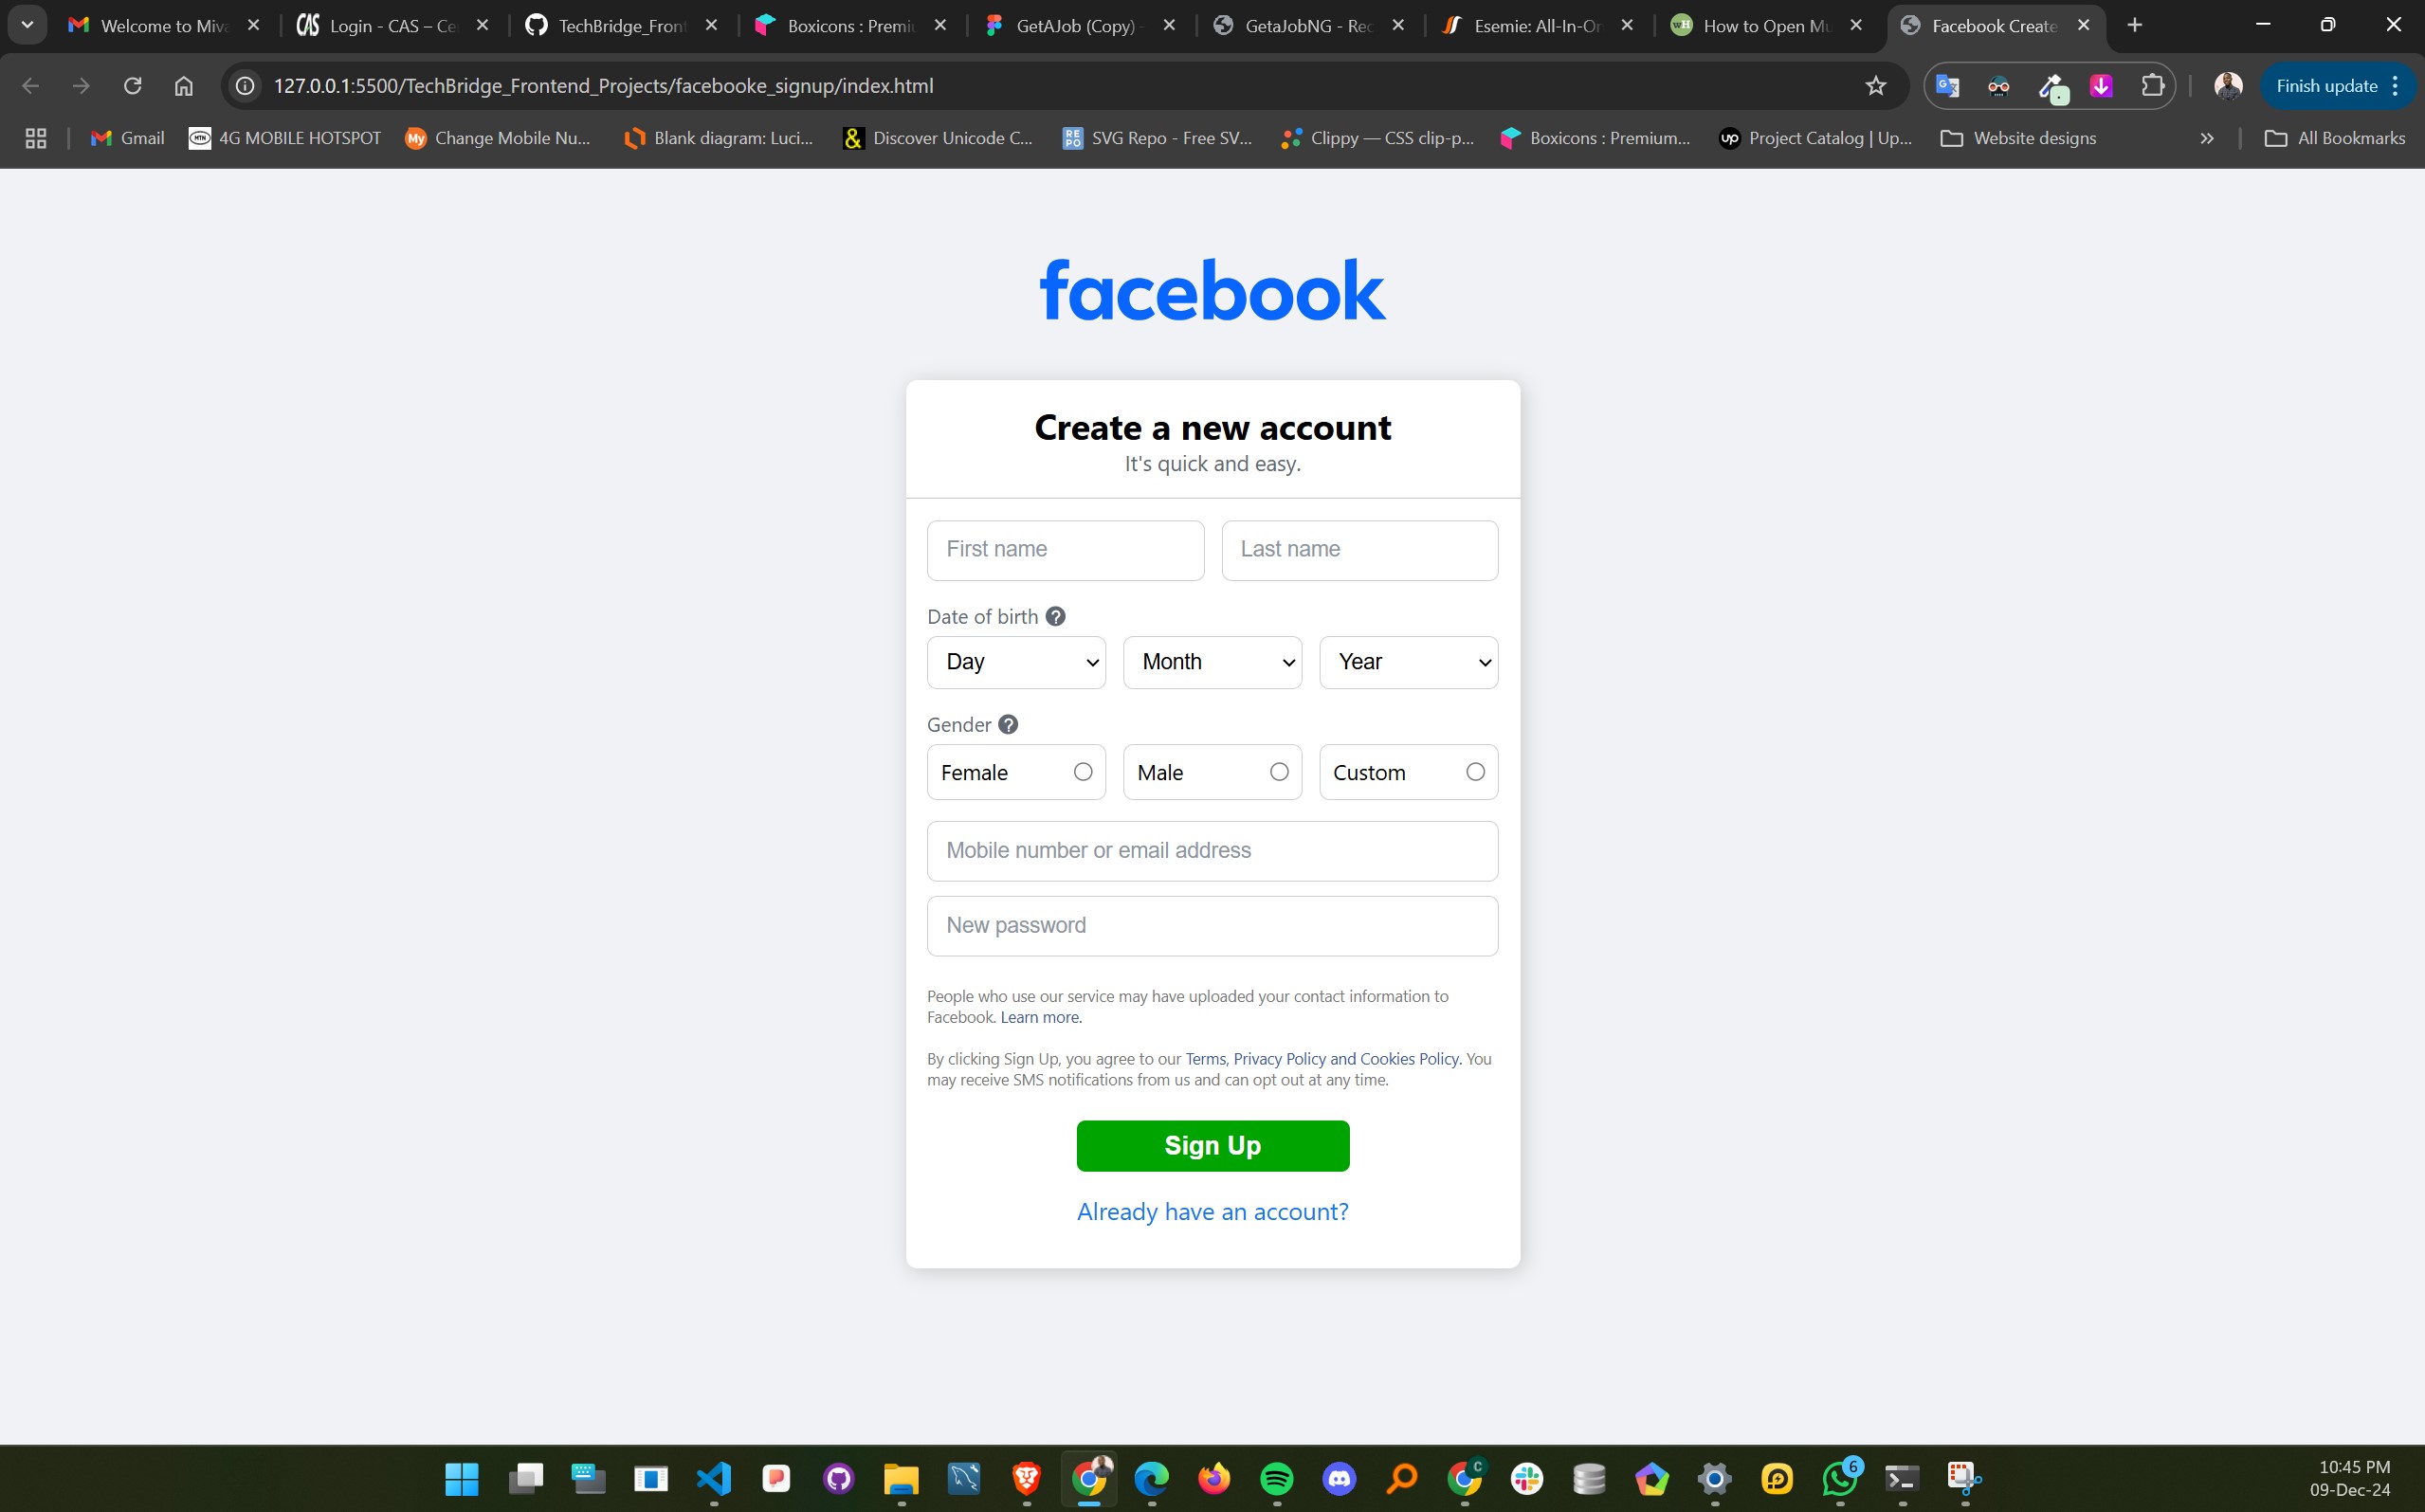 Welcome to Miva
Login - CAS – Ce
TechBridge_Front
Boxicons : Premiu
GetAJob (Copy) -
GetaJobNG - Rec
Esemie: All-In-On
How to Open Mu
Facebook Create
127.0.0.1:5500/TechBridge_Frontend_Projects/facebooke_signup/index.html
Finish update
Gmail
4G MOBILE HOTSPOT
Change Mobile Nu...
Blank diagram: Luci...
Discover Unicode C...
SVG Repo - Free SV...
Clippy — CSS clip-p...
Boxicons : Premium...
Project Catalog | Up...
Website designs
All Bookmarks
facebook
Create a new account
It's quick and easy.
First name
Last name
Date of birth ?
Day
Month
Year
Gender ?
Female
Male
Custom
Mobile number or email address
New password
People who use our service may have uploaded your contact information to
Facebook. Learn more.
By clicking Sign Up, you agree to our Terms, Privacy Policy and Cookies Policy. You
may receive SMS notifications from us and can opt out at any time.
Sign Up
Already have an account?
6
10:45 PM
09-Dec-24